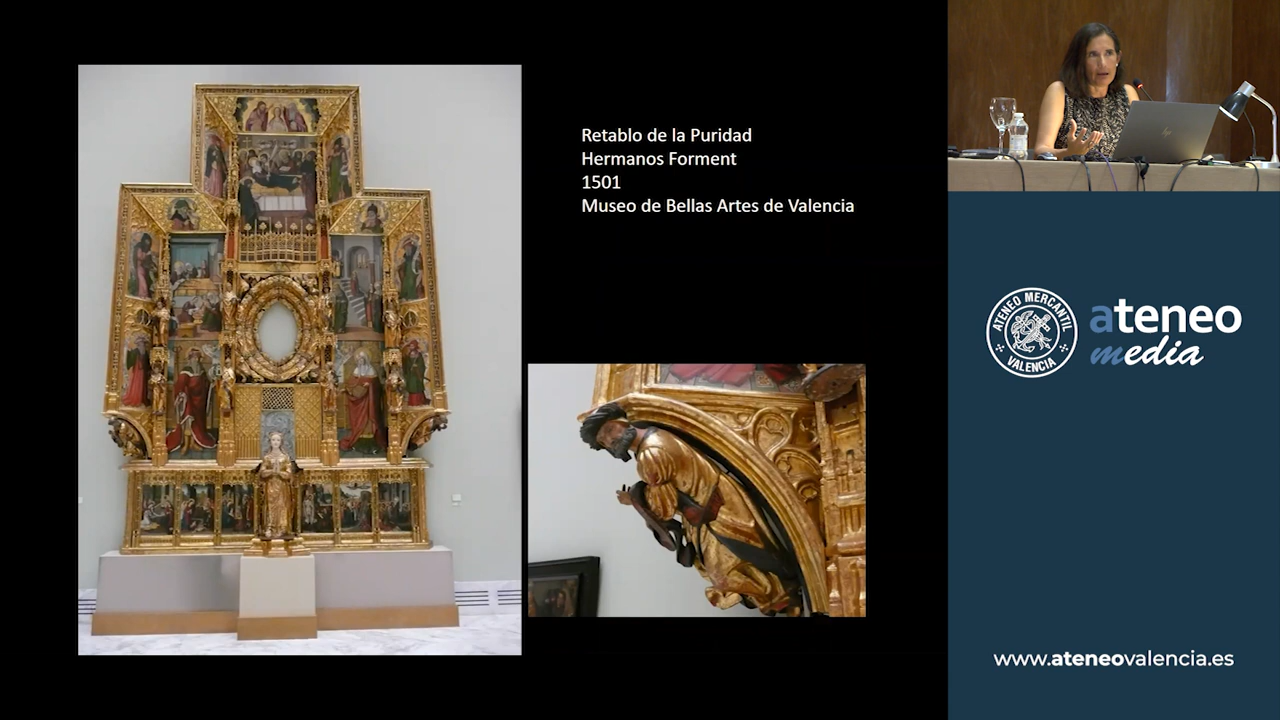 Retablo de la Puridad
Hermanos Forment
1501
Museo de Bellas Artes de Valencia
ATENEO MERCANTIL
VALENCIA
ateneo
media
www.ateneovalencia.es
hp